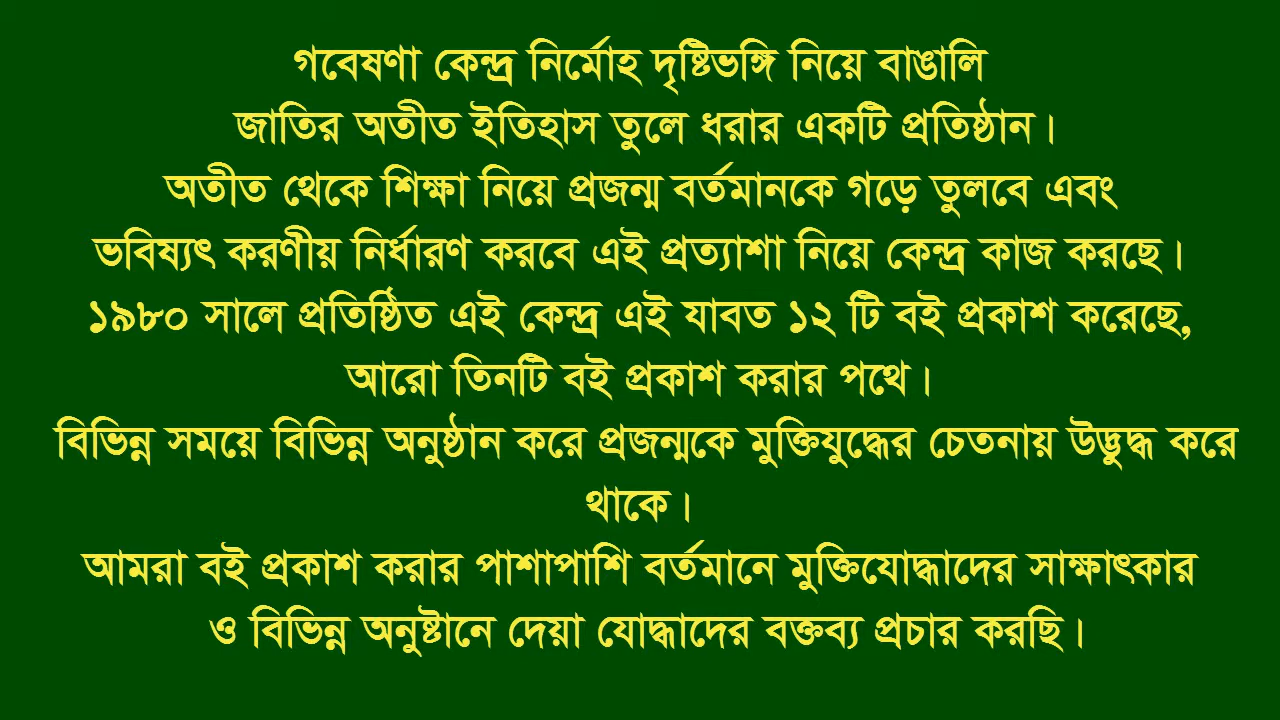 গবেষণা কেন্দ্র নির্মোহ দৃষ্টিভঙ্গি নিয়ে বাঙালি
জাতির অতীত ইতিহাস তুলে ধরার একটি প্রতিষ্ঠান।
অতীত থেকে শিক্ষা নিয়ে প্রজন্ম বর্তমানকে গড়ে তুলবে এবং
ভবিষ্যৎ করণীয় নির্ধারণ করবে এই প্রত্যাশা নিয়ে কেন্দ্র কাজ করছে।
১৯৮০ সালে প্রতিষ্ঠিত এই কেন্দ্র এই যাবত ১২ টি বই প্রকাশ করেছে,
আরো তিনটি বই প্রকাশ করার পথে।
বিভিন্ন সময়ে বিভিন্ন অনুষ্ঠান করে প্রজন্মকে মুক্তিযুদ্ধের চেতনায় উদ্ভুদ্ধ করে
থাকে।
আমরা বই প্রকাশ করার পাশাপাশি বর্তমানে মুক্তিযোদ্ধাদের সাক্ষাৎকার
ও বিভিন্ন অনুষ্টানে দেয়া যোদ্ধাদের বক্তব্য প্রচার করছি।